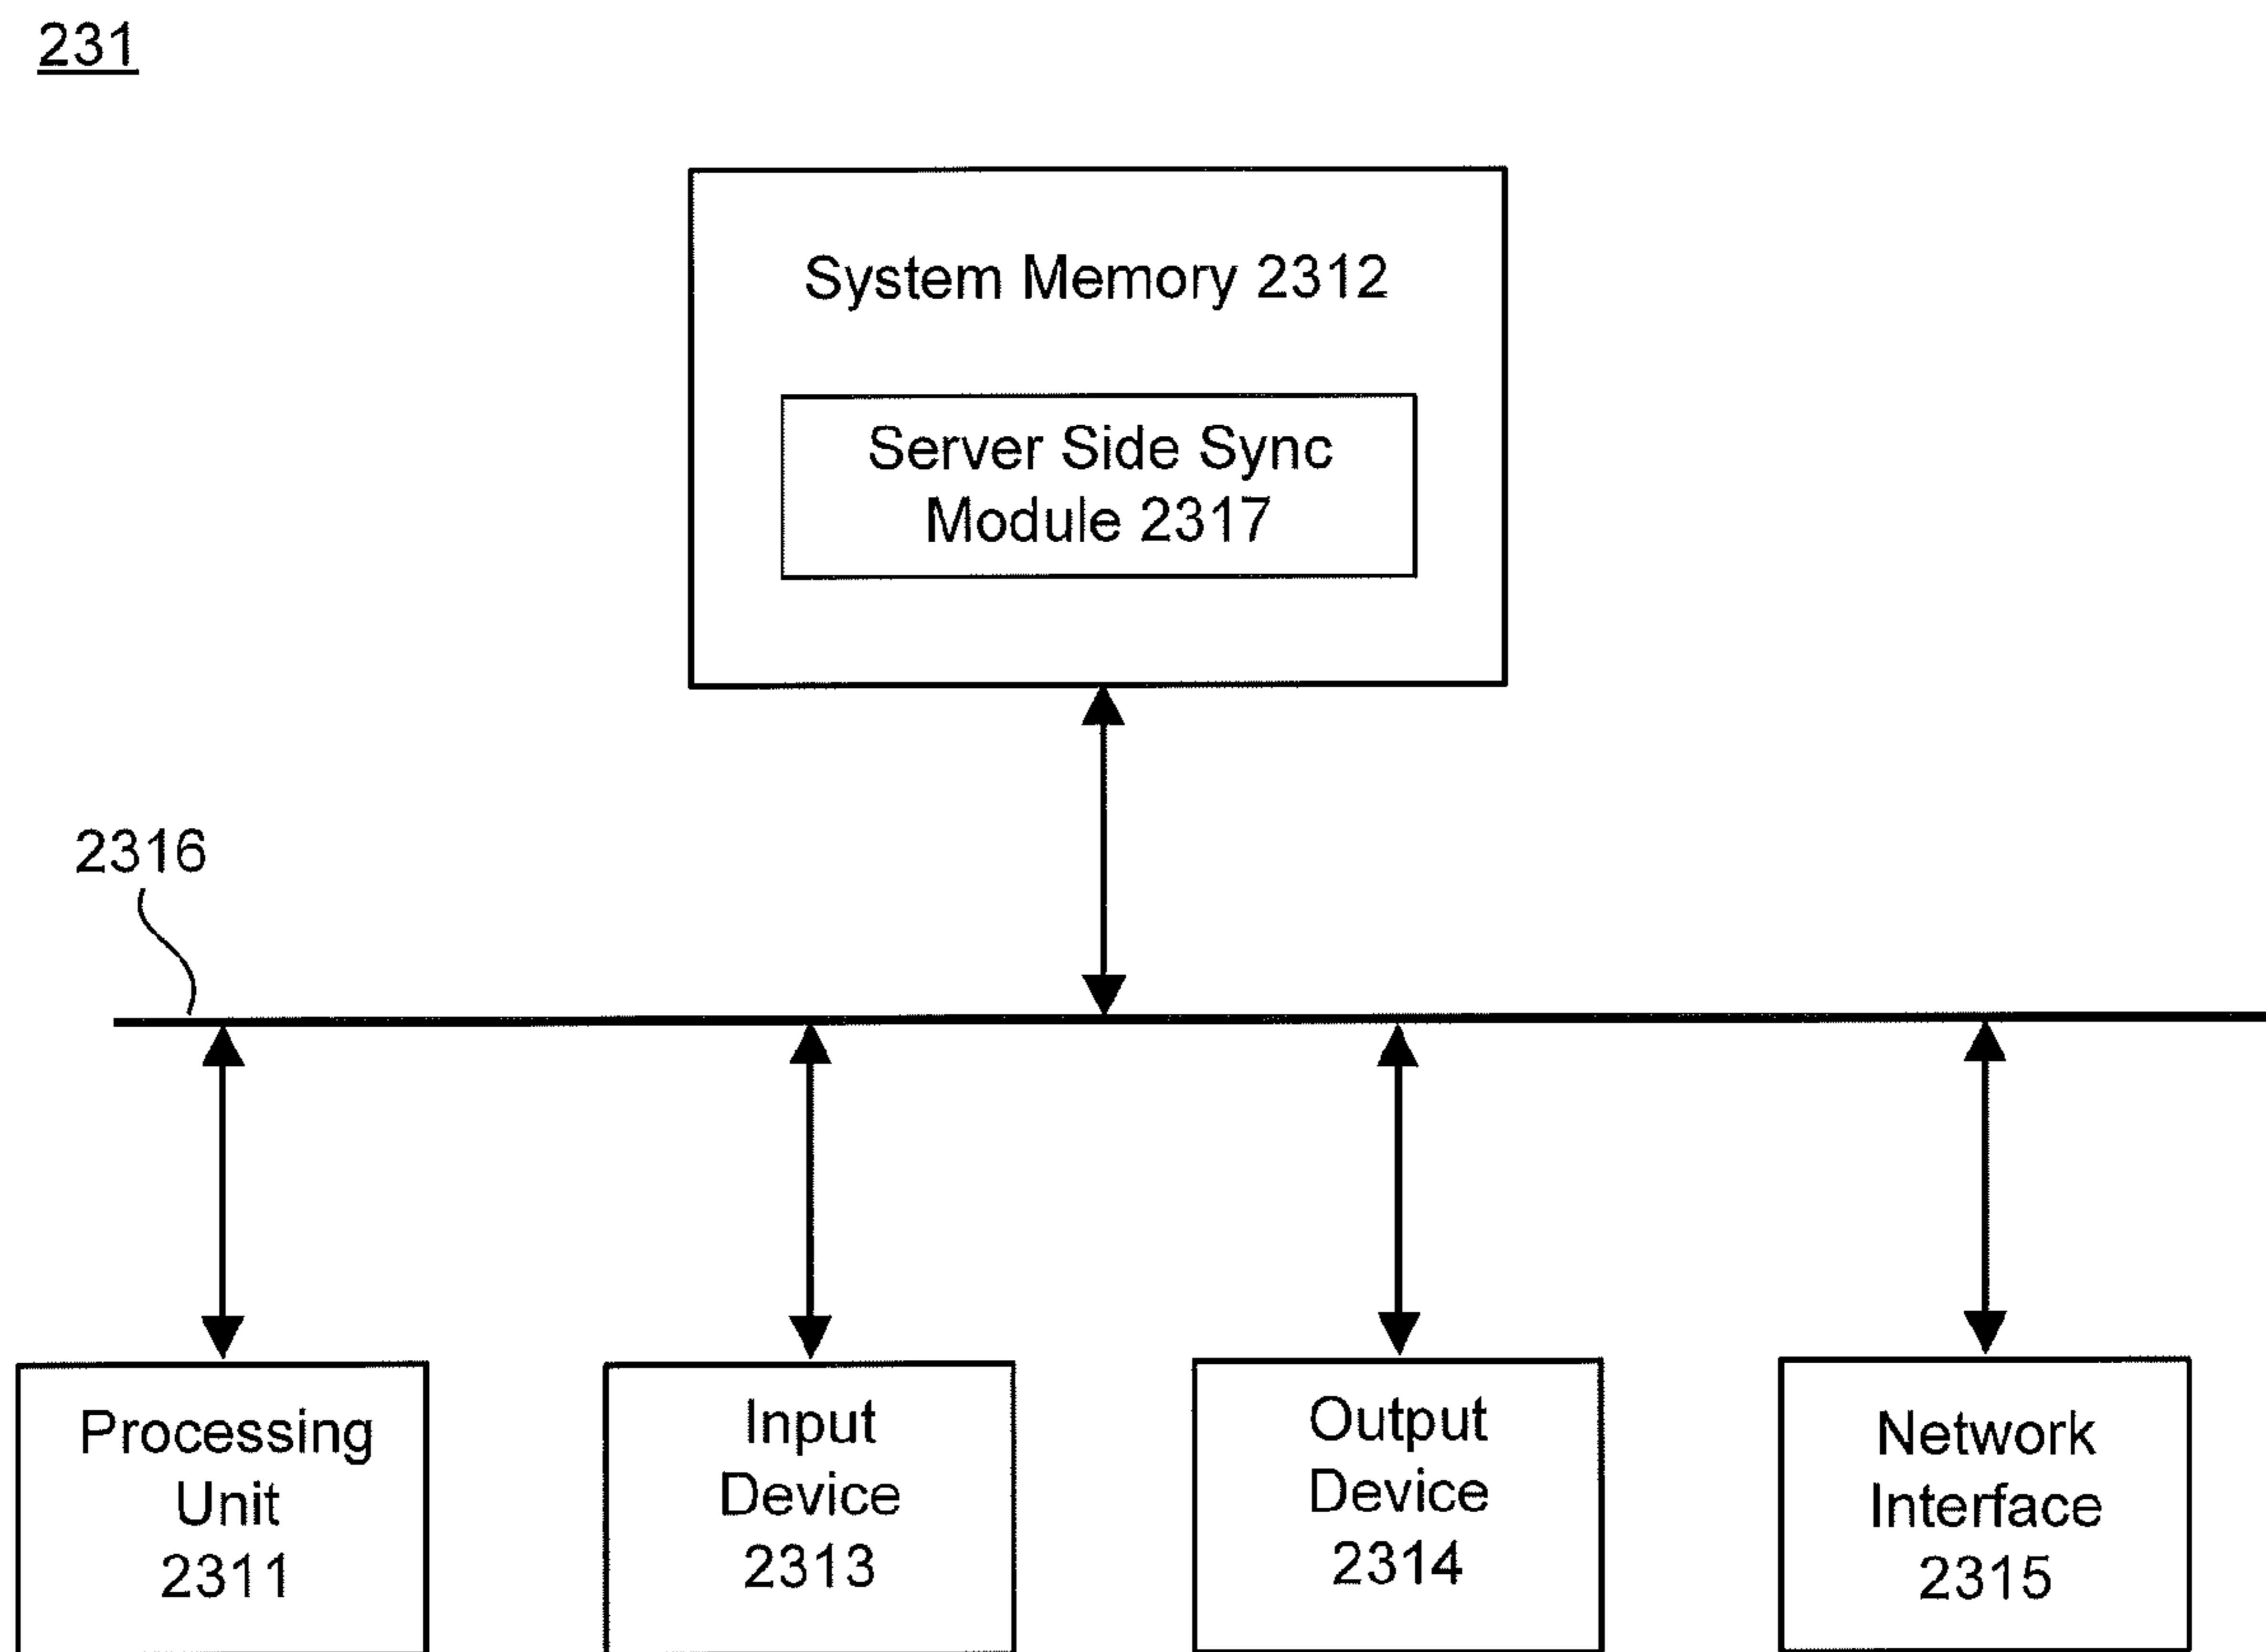 231
System Memory 2312
Server Side Sync
Module 2317
2316
Processing
Unit
2311
Input
Device
2313
Output
Device
2314
Network
Interface
2315